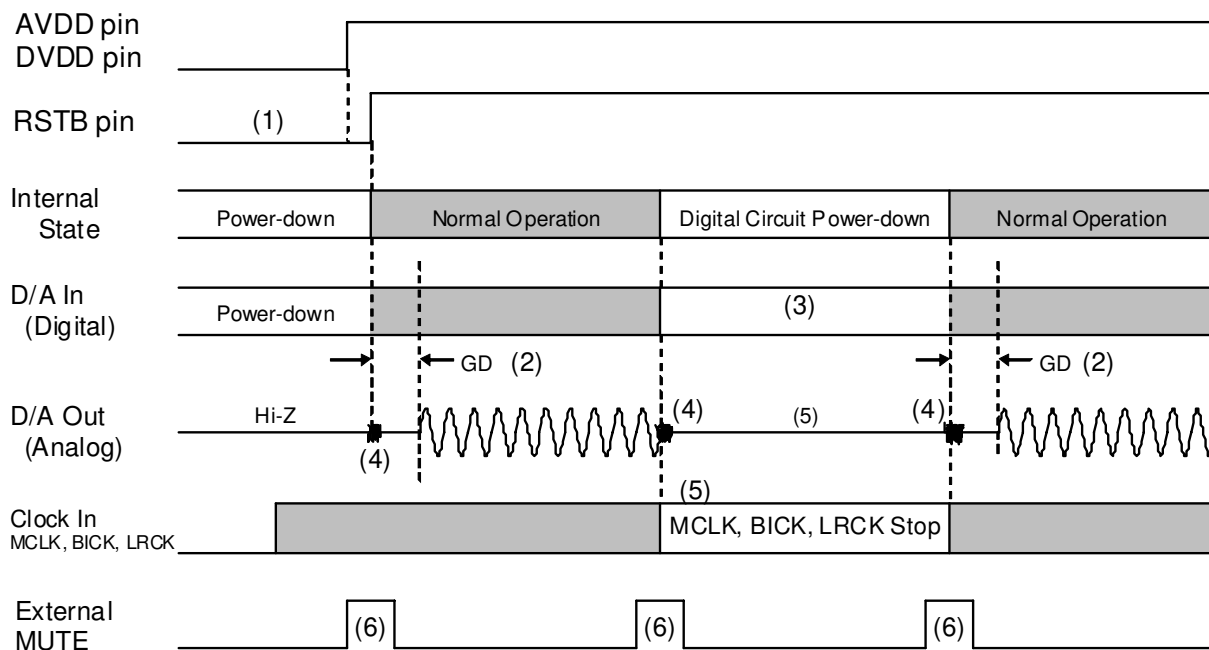 AVDD pin
DVDD pin
RSTB pin
(1)
Internal
State
Power-down
Normal Operation
Digital Circuit Power-down
Normal Operation
D/A In
(Digital)
Power-down
(3)
GD (2)
GD (2)
D/A Out
(Analog)
Hi-Z
(4)
(4)
(5)
(4)
Clock In
MCLK, BICK, LRCK
(5)
MCLK, BICK, LRCK Stop
External
MUTE
(6)
(6)
(6)